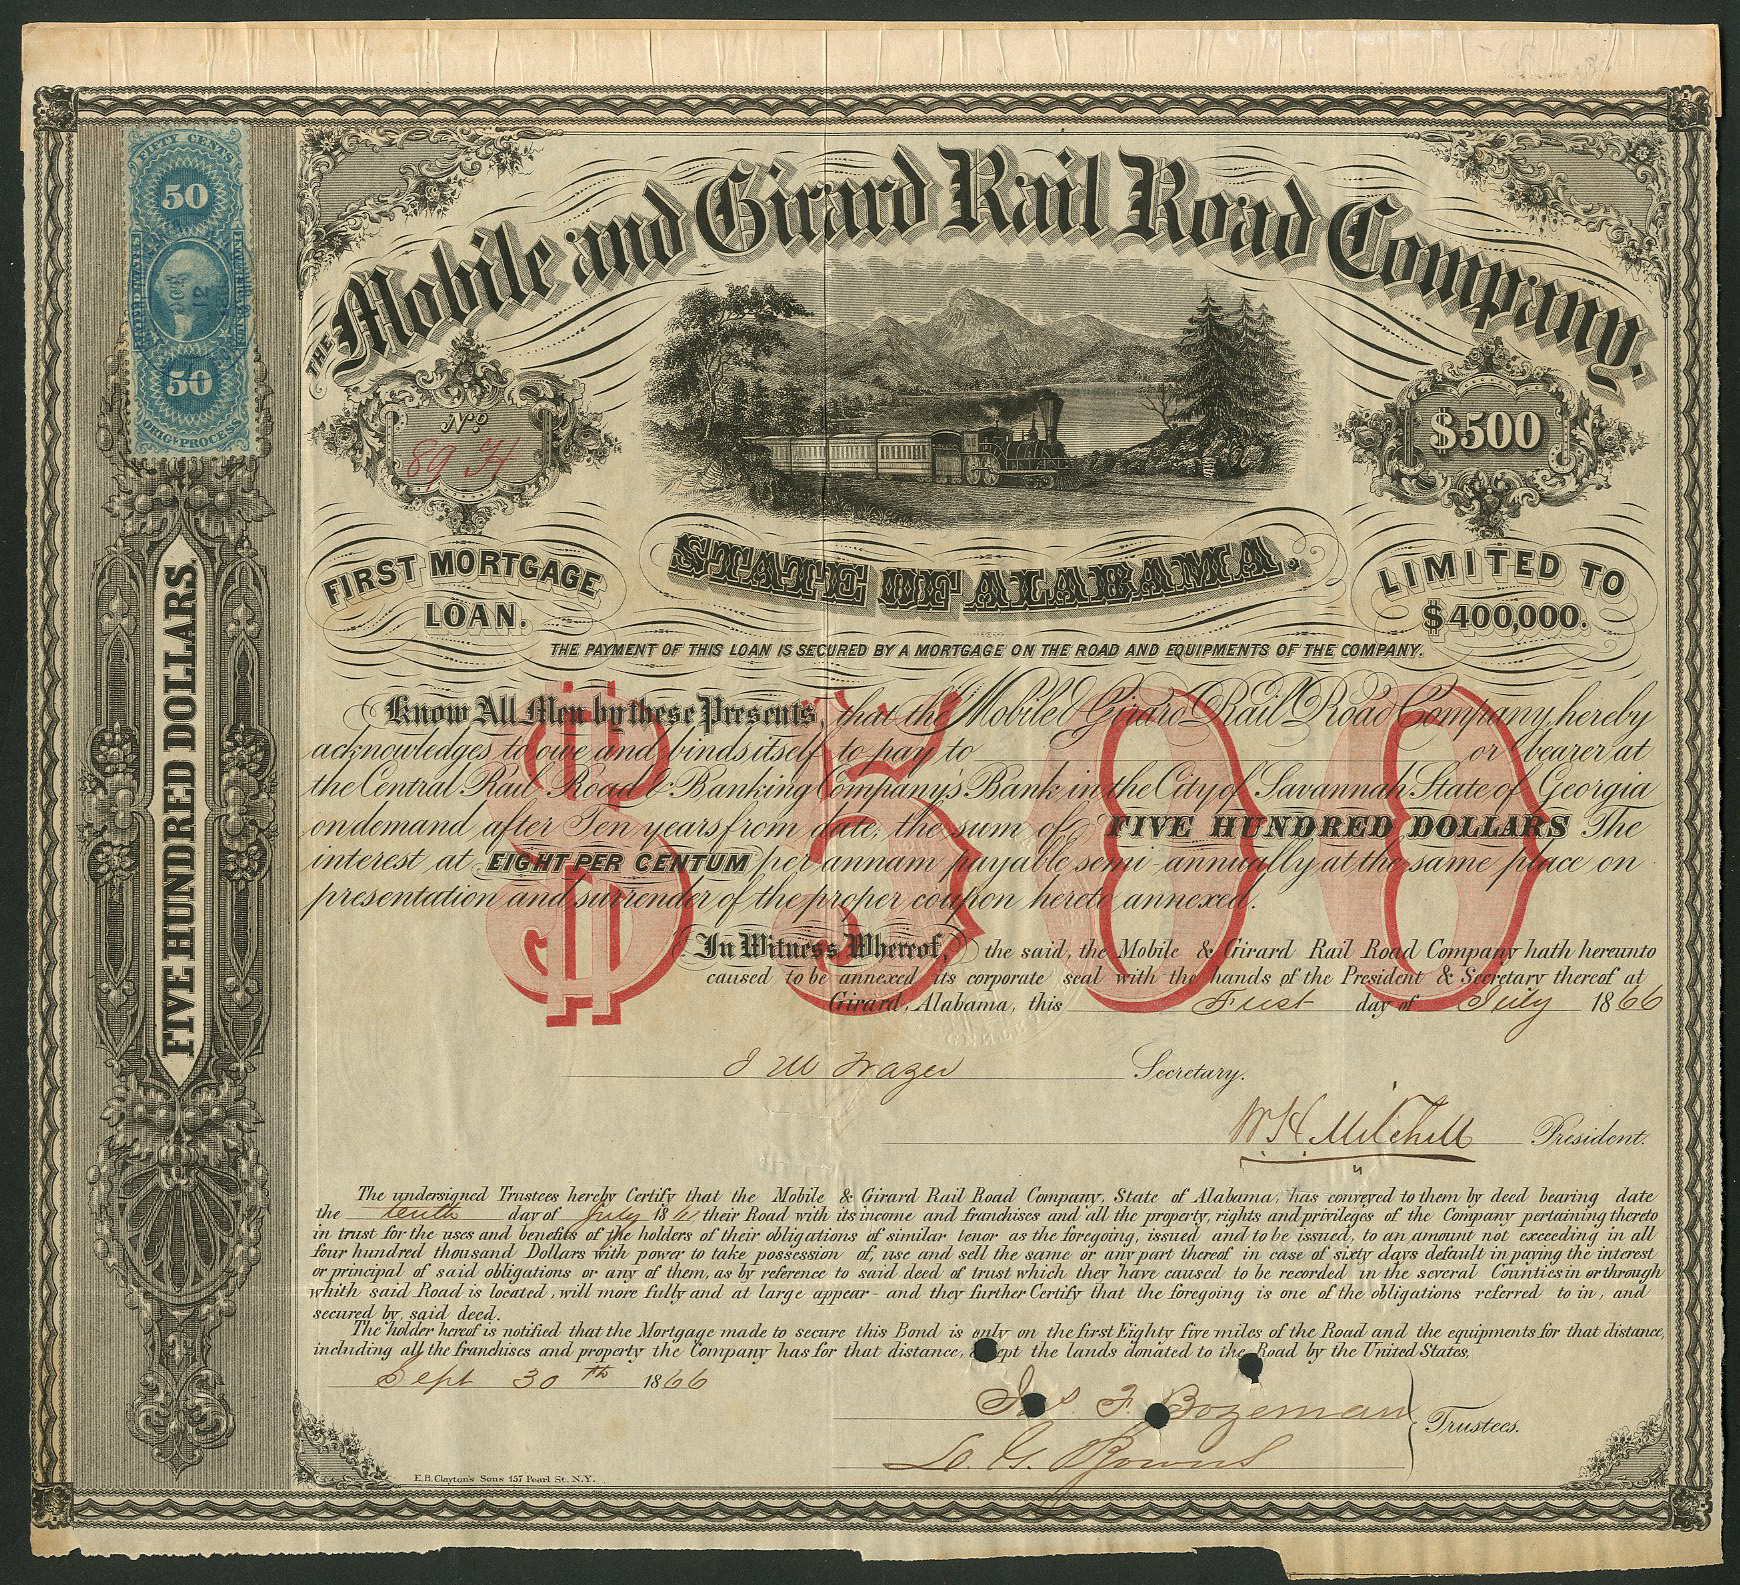 FIFTY CENTS
50
UNITED STATES
INTER. REVENUE
12
50
ORIGL PROCESS
FIVE HUNDRED DOLLARS.
THE Mobile and Girard Rail Road Company.
No
894
$500
FIRST MORTGAGE
LOAN.
STATE OF ALABAMA.
LIMITED TO
$400,000.
THE PAYMENT OF THIS LOAN IS SECURED BY A MORTGAGE ON THE ROAD AND EQUIPMENTS OF THE COMPANY.
$500
Know All Men by these Presents, that the Mobile & Girard Rail Road Company, hereby
acknowledges to owe and binds itself to pay to or bearer at
the Central Rail Road & Banking Company's Bank in the City of Savannah State of Georgia
on demand after Ten years from date, the sum of FIVE HUNDRED DOLLARS The
interest at EIGHT PER CENTUM per annam payable semi-annually at the same place on
presentation and surrender of the proper coupon hereto annexed.
In Witness Whereof, the said, the Mobile & Girard Rail Road Company hath hereunto
caused to be annexed its corporate seal with the hands of the President & Secretary thereof at
Girard, Alabama, this First day of July 1866
J M Frazer Secretary.
W H Mitchell President.
The undersigned Trustees hereby Certify that the Mobile & Girard Rail Road Company, State of Alabama, has conveyed to them by deed bearing date
the tenth day of July 18 their Road with its income and franchises and all the property, rights and privileges of the Company pertaining thereto
in trust for the uses and benefits of the holders of their obligations of similar tenor as the foregoing, issued and to be issued, to an amount not exceeding in all
four hundred thousand Dollars with power to take possession of, use and sell the same or any part thereof in case of sixty days default in paying the interest
or principal of said obligations or any of them, as by reference to said deed of trust which they have caused to be recorded in the several Counties in or through
which said Road is located, will more fully and at large appear - and they further Certify that the foregoing is one of the obligations referred to in, and
secured by, said deed.
The holder hereof is notified that the Mortgage made to secure this Bond is only on the first Eighty five miles of the Road and the equipments for that distance,
including all the franchises and property the Company has for that distance, except the lands donated to the Road by the United States,
Sept 30th 1866
Jas. F. Bozeman
Trustees.
E.B. Clayton's Sons 157 Pearl St. N.Y.